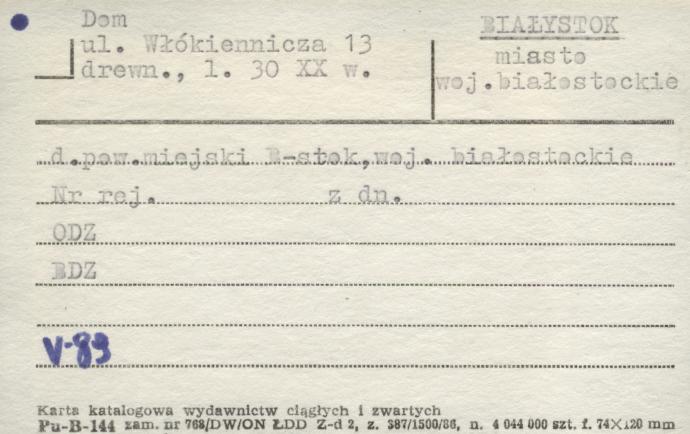 Dom
ul. Włókiennicza 13
drewn., l. 30 XX w.
BIAŁYSTOK
miasto
woj.białostockie
d.pow.miejski B-stok,woj. białostockie
Nr rej. z dn.
ODZ
BDZ
V-89
Karta katalogowa wydawnictw ciągłych i zwartych
Pu-B-144 zam. nr 768/DW/ON ŁDD Z-d 2, z. 387/1500/86, n. 4 044 000 szt. f. 74×120 mm